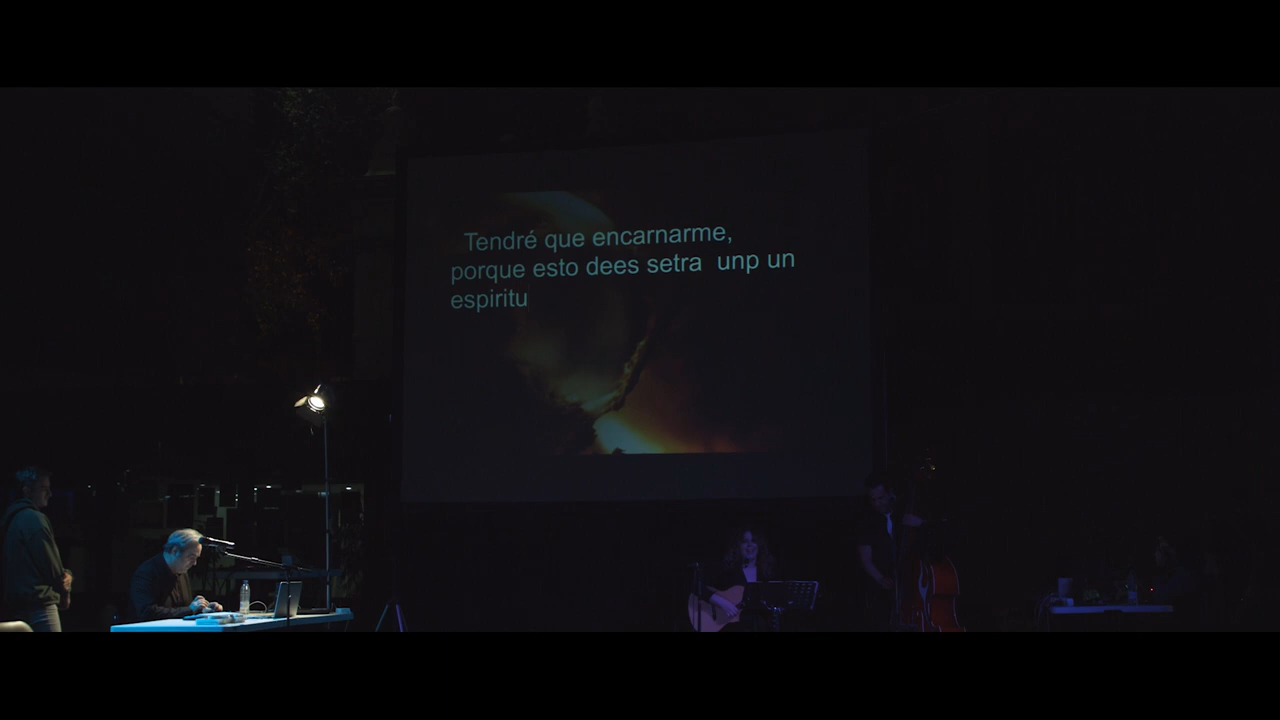 Tendré que encarnarme,
porque esto dees setra unp un
espiritu